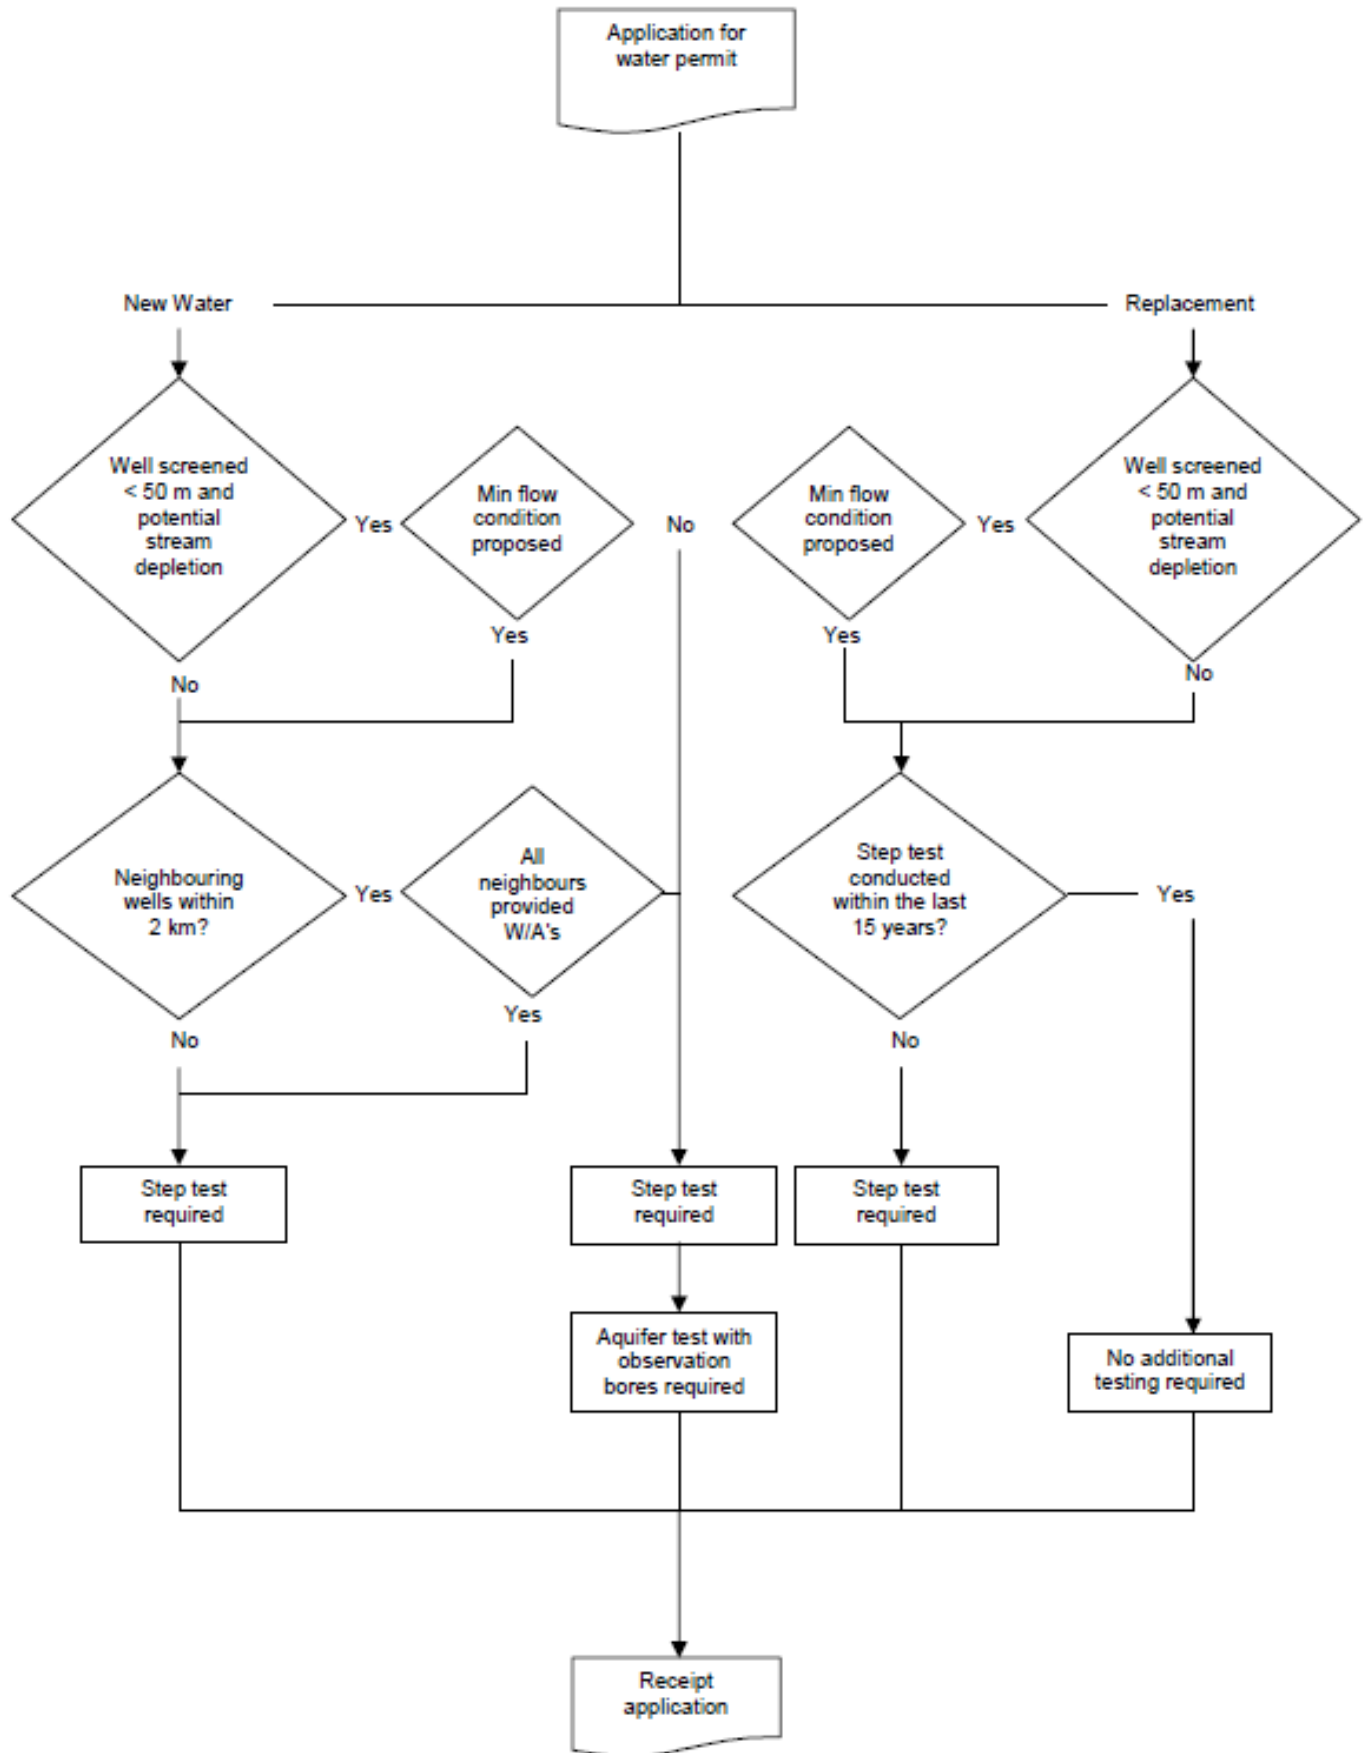 Application for
water permit
New Water
Replacement
Well screened
< 50 m and
potential
stream
depletion
Yes
Min flow
condition
proposed
No
Min flow
condition
proposed
Yes
Well screened
< 50 m and
potential
stream
depletion
Yes
Yes
No
No
Neighbouring
wells within
2 km?
Yes
All
neighbours
provided
W/A's
Step test
conducted
within the last
15 years?
Yes
No
Yes
No
Step test
required
Step test
required
Step test
required
Aquifer test with
observation
bores required
No additional
testing required
Receipt
application